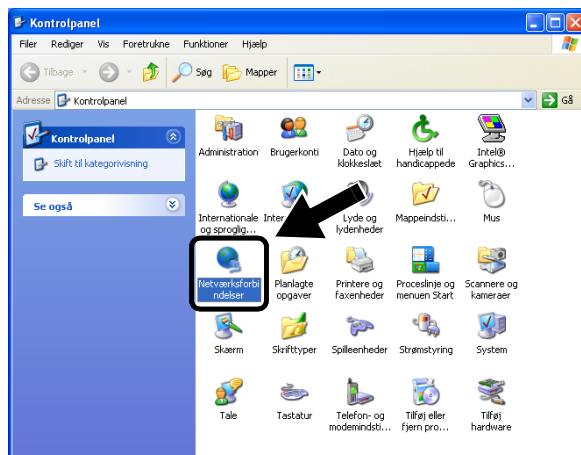 Kontrolpanel
Filer Rediger Vis Foretrukne Funktioner Hjælp
Tilbage Søg Mapper
Adresse Kontrolpanel Gå
Kontrolpanel
Skift til kategorivisning
Se også
Administration Brugerkonti Dato og Hjælp til Intel(R)
klokkeslæt handicappede Graphics...
Internationale Inter Lyde og Mappeindsti... Mus
og sproglig... lydenheder
Netværksforbi Planlagte Printere og Proceslinje og Scannere og
ndelser opgaver faxenheder menuen Start kameraer
Skærm Skrifttyper Spilleenheder Strømstyring System
Tale Tastatur Telefon- og Tilføj eller Tilføj
modemindsti... fjern pro... hardware